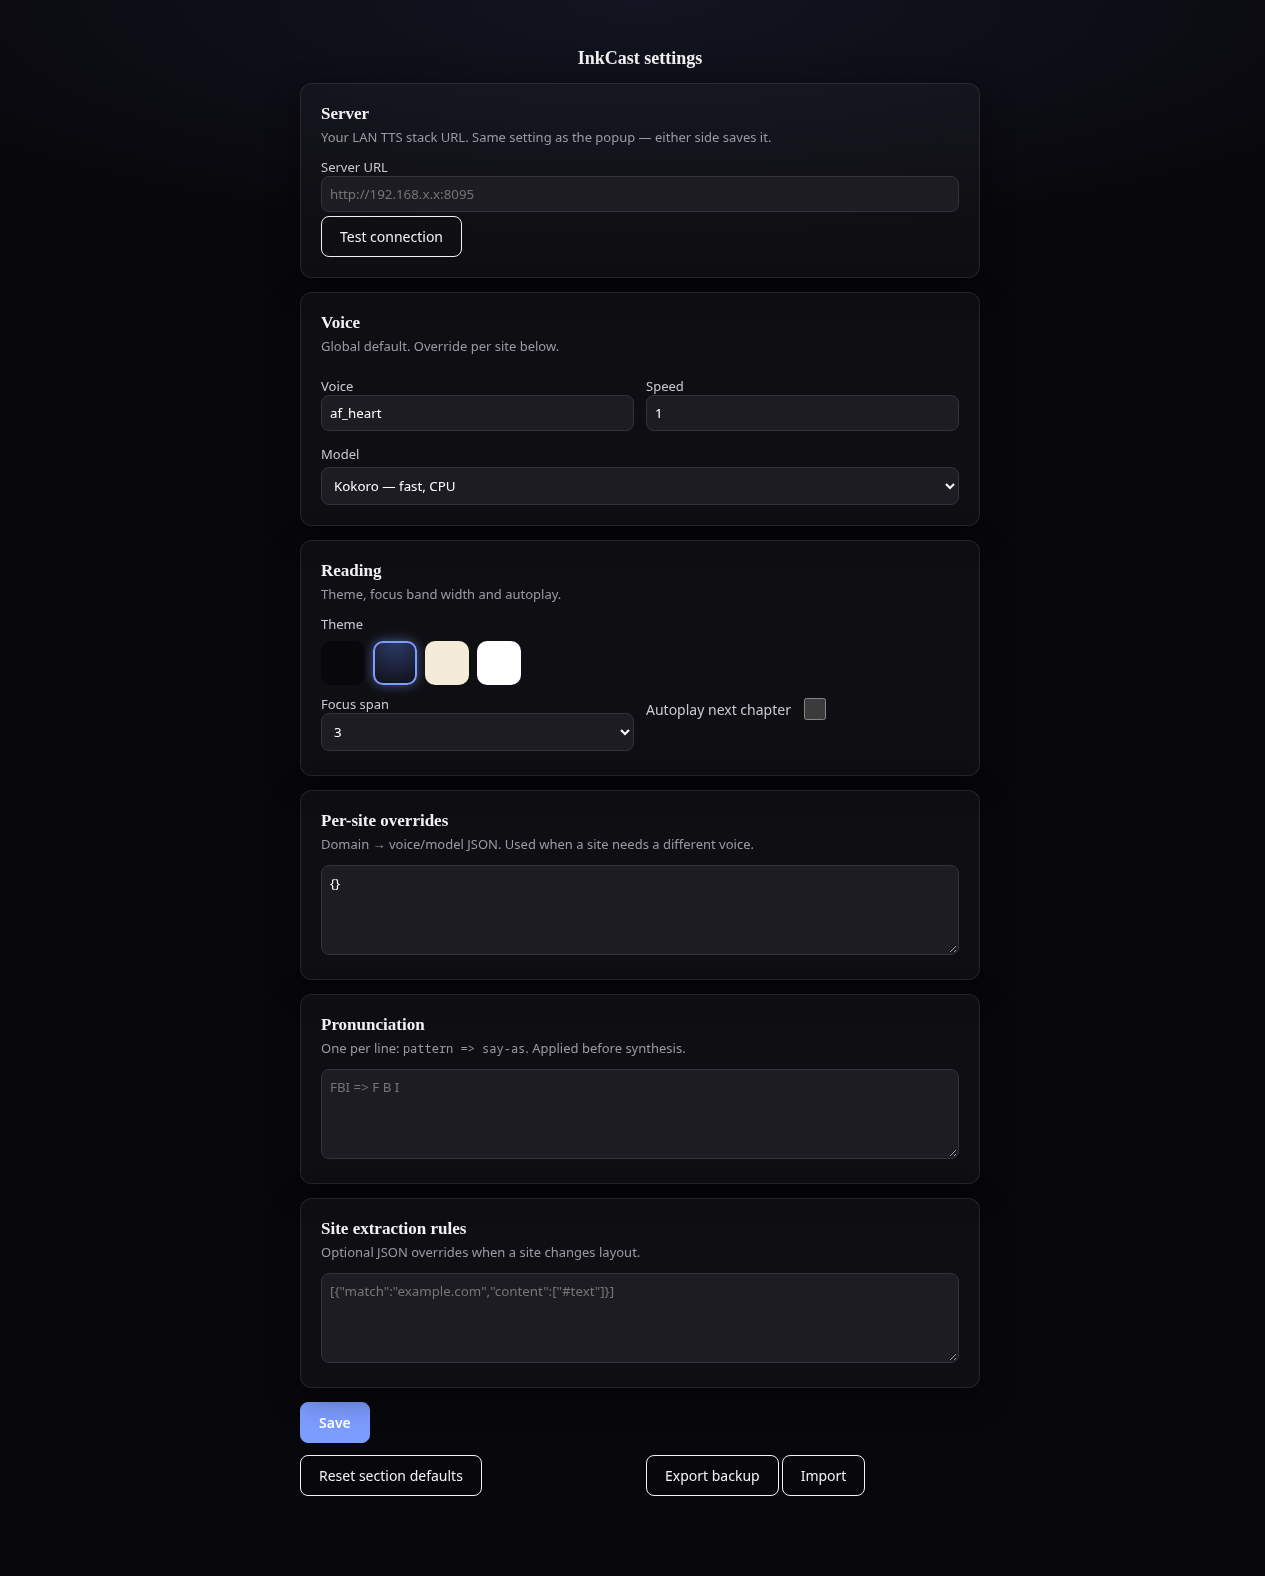 InkCast settings
Server
Your LAN TTS stack URL. Same setting as the popup — either side saves it.
Server URL
http://192.168.x.x:8095
Test connection
Voice
Global default. Override per site below.
Voice
Speed
af_heart
1
Model
Kokoro — fast, CPU
Reading
Theme, focus band width and autoplay.
Theme
Focus span
Autoplay next chapter
3
Per-site overrides
Domain → voice/model JSON. Used when a site needs a different voice.
{}
Pronunciation
One per line: pattern => say-as. Applied before synthesis.
FBI => F B I
Site extraction rules
Optional JSON overrides when a site changes layout.
[{"match":"example.com","content":["#text"]}]
Save
Reset section defaults
Export backup
Import